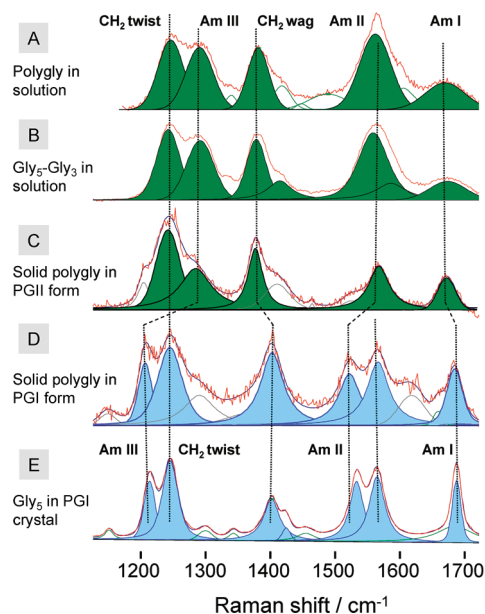 CH2 twist Am III CH2 wag Am II Am I
A
Polygly in
solution
B
Gly5-Gly3 in
solution
C
Solid polygly in
PGII form
D
Solid polygly in
PGI form
Am III CH2 twist Am II Am I
E
Gly5 in PGI
crystal
1200 1300 1400 1500 1600 1700
Raman shift / cm-1